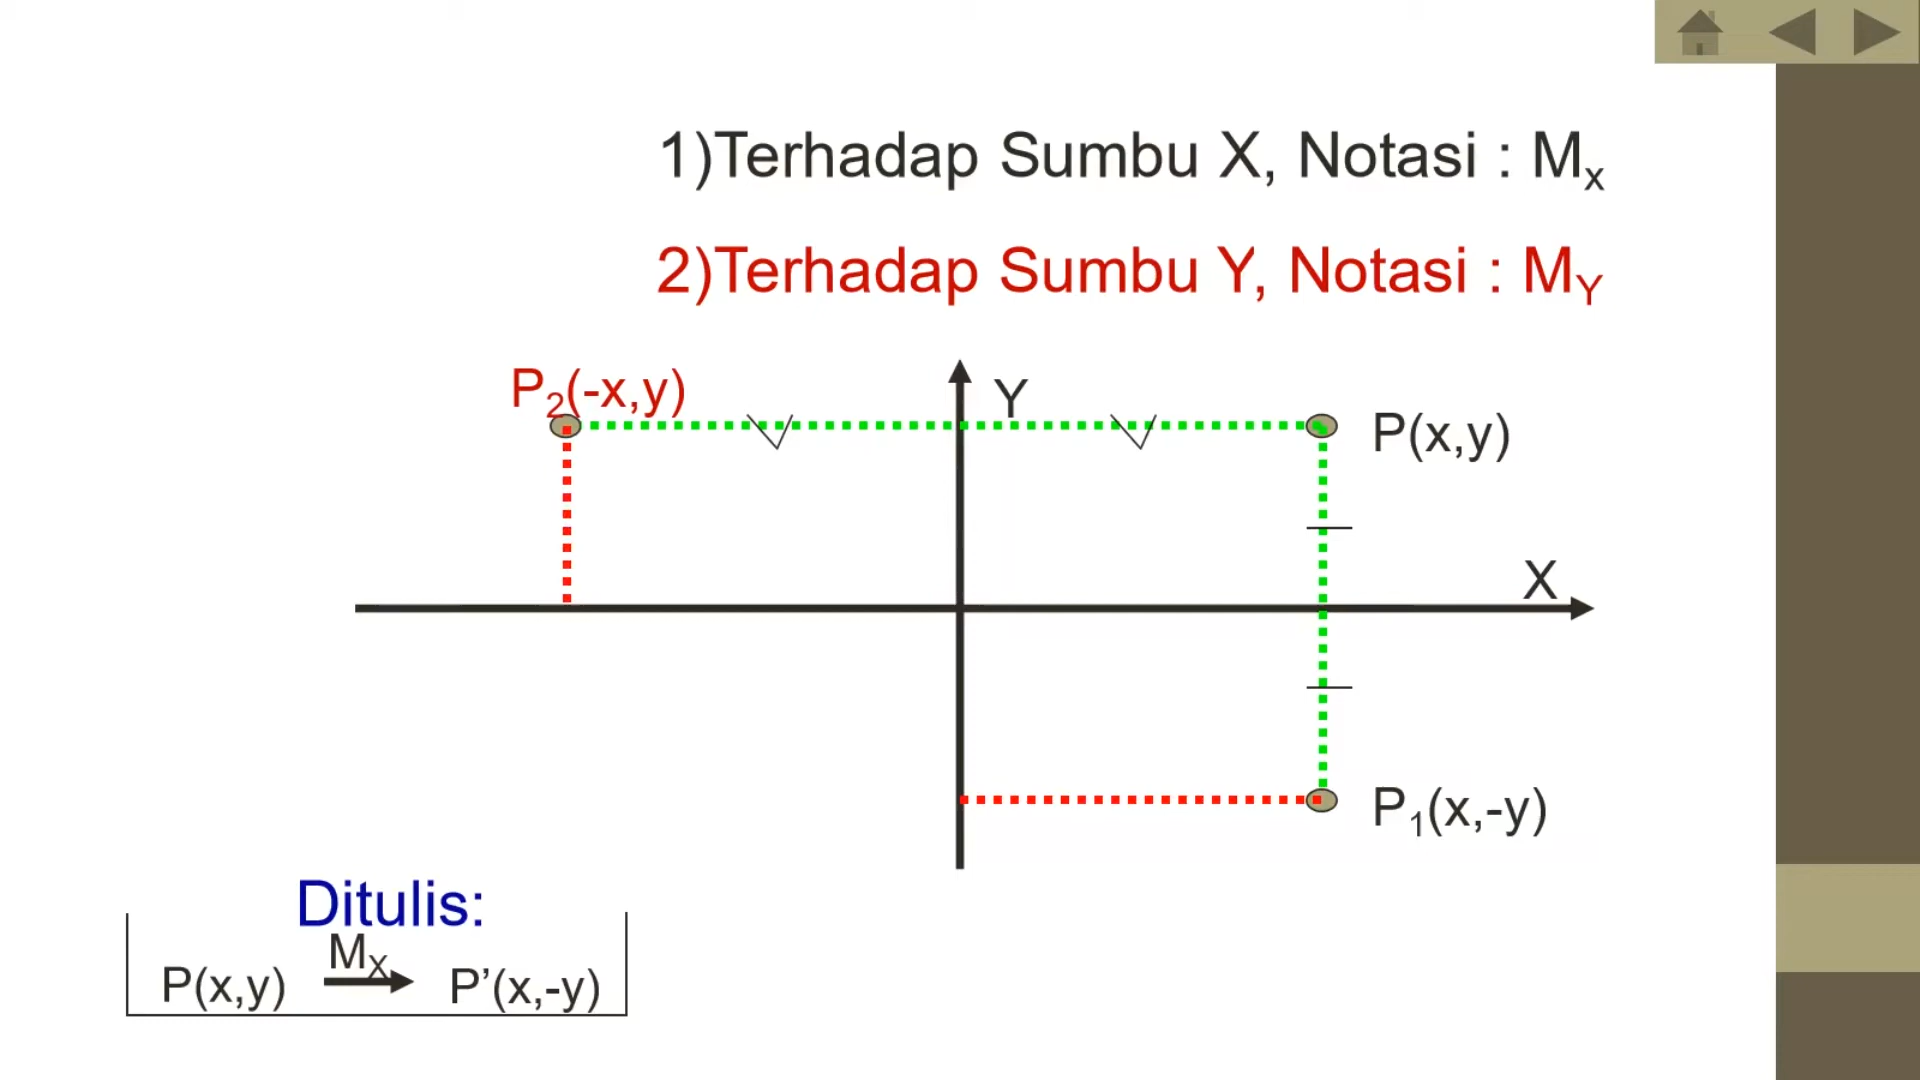 1)Terhadap Sumbu X, Notasi : Mx
2)Terhadap Sumbu Y, Notasi : MY
P2(-x,y)
Y
P(x,y)
X
P1(x,-y)
Ditulis:
MX
P(x,y) P’(x,-y)